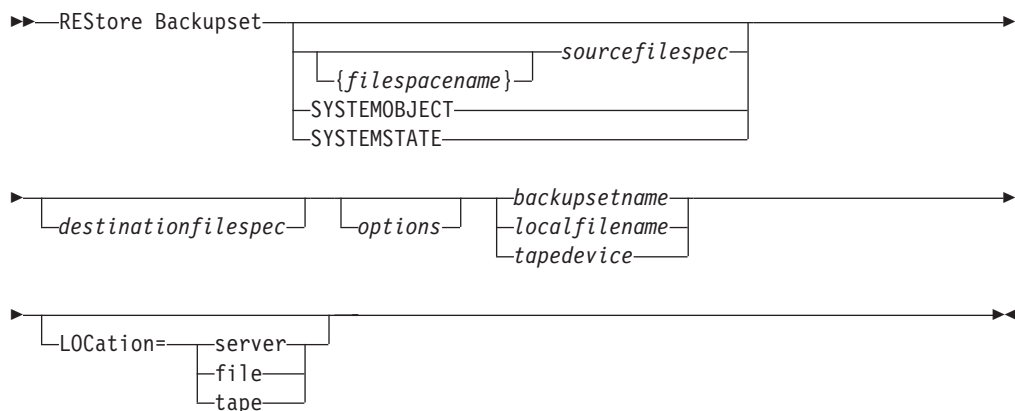 REStore Backupset
sourcefilespec
{filespacename}
SYSTEMOBJECT
SYSTEMSTATE
backupsetname
destinationfilespec
options
localfilename
tapedevice
LOCation=
server
file
tape